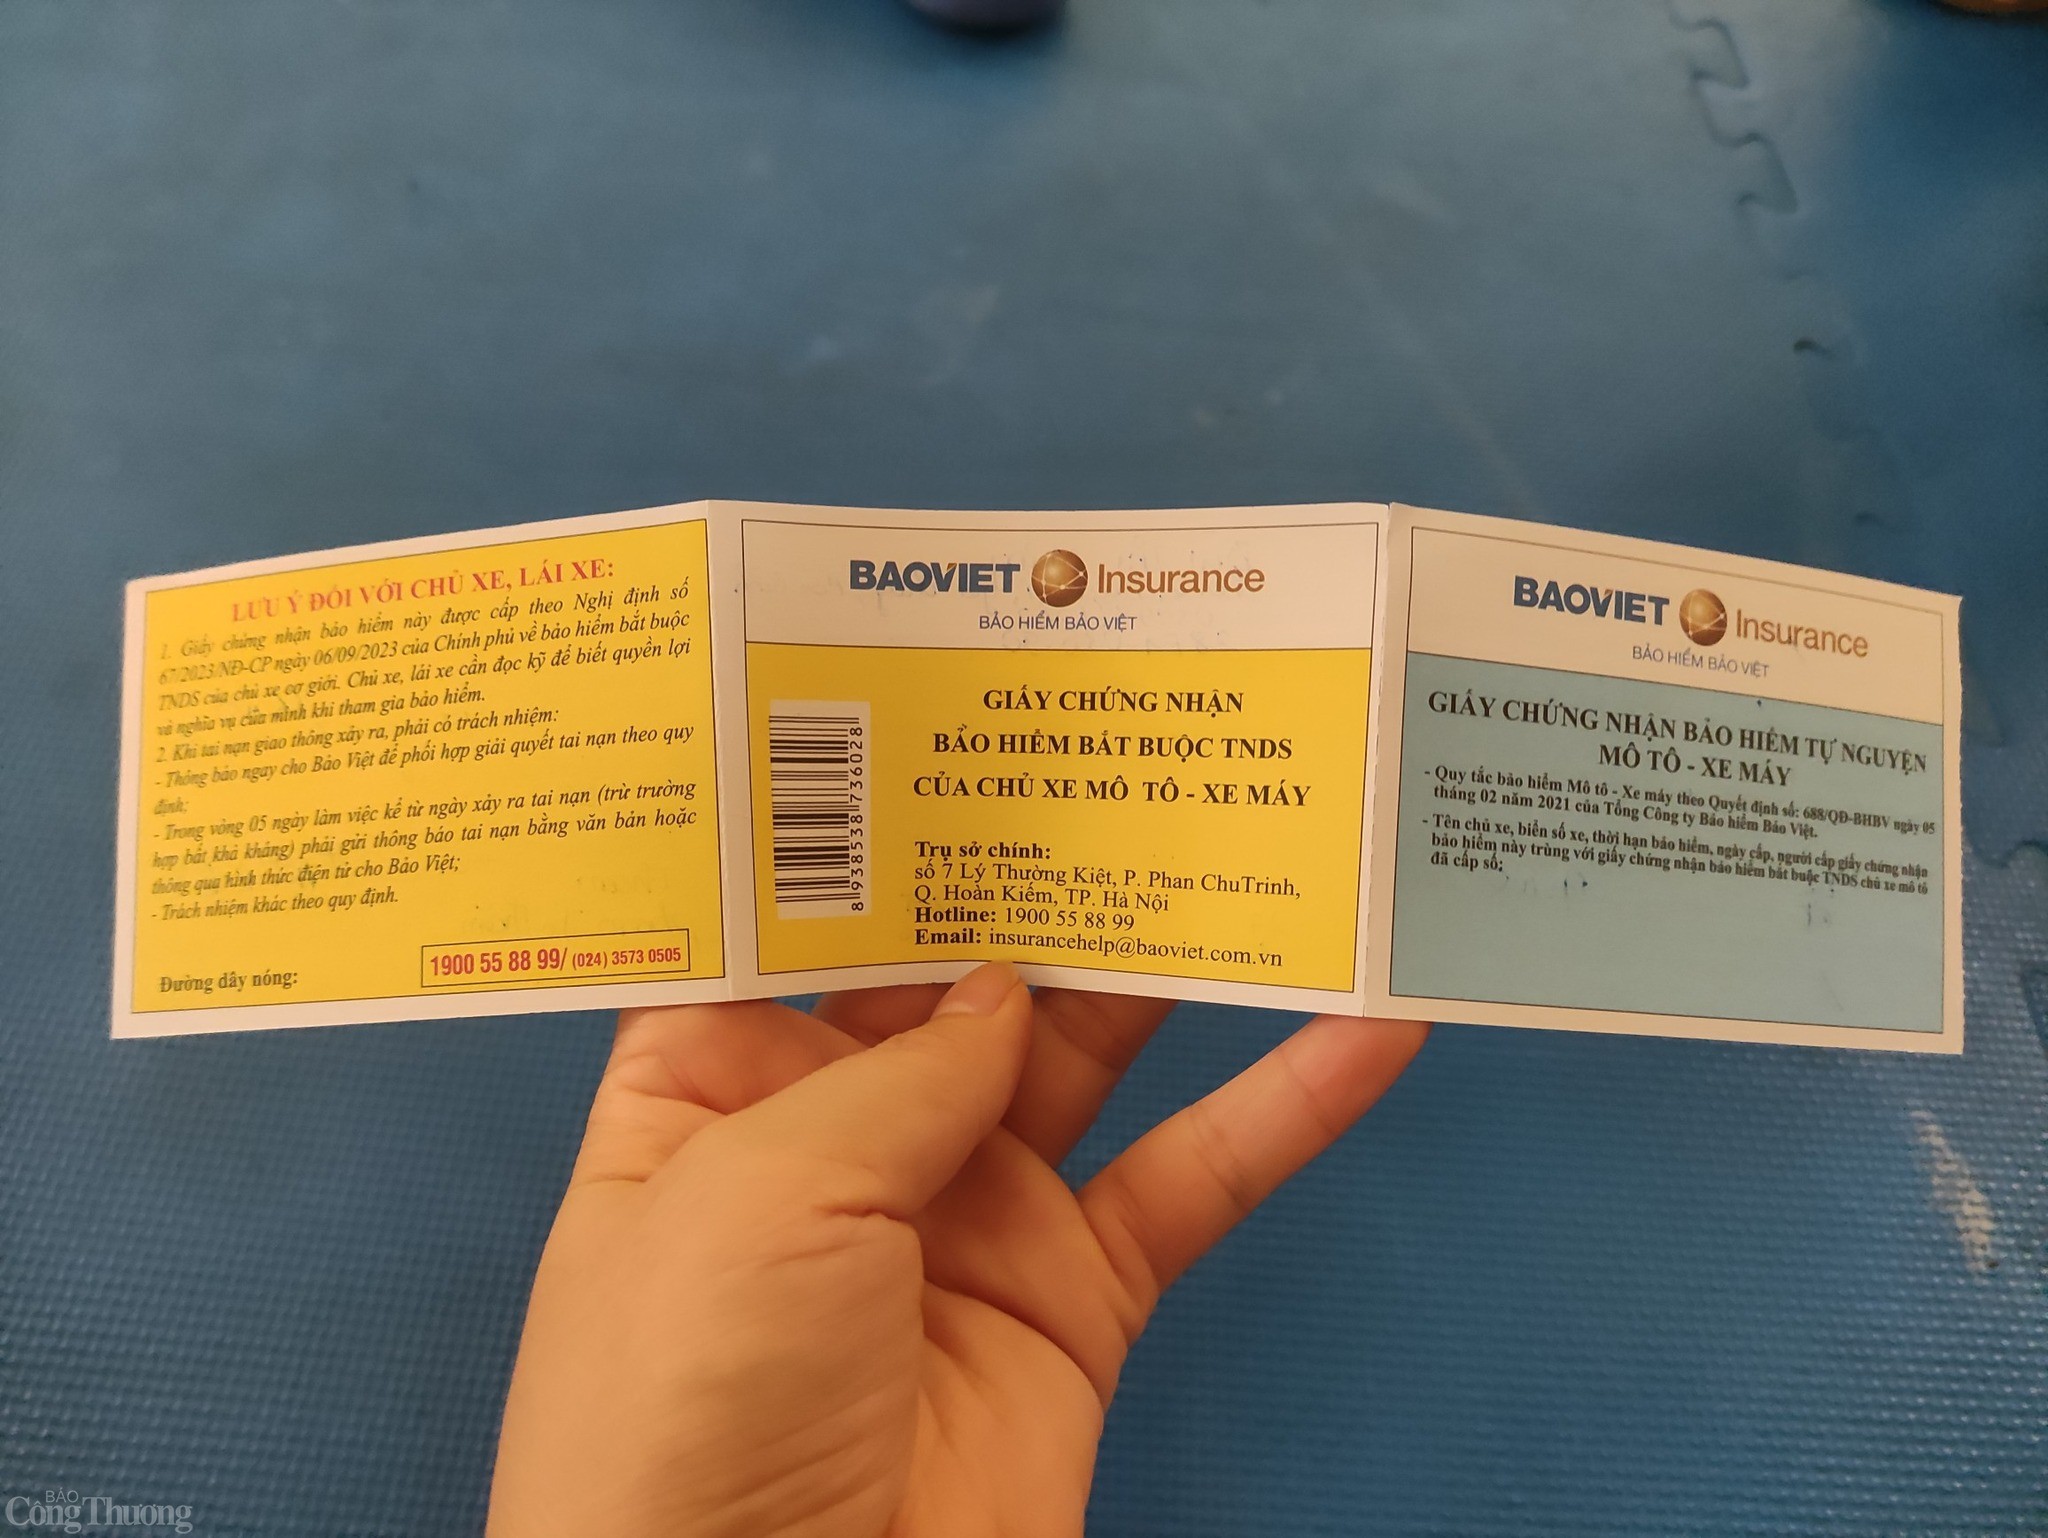 LƯU Ý ĐỐI VỚI CHỦ XE, LÁI XE:
1. Giấy chứng nhận bảo hiểm này được cấp theo Nghị định số
67/2023/NĐ-CP ngày 06/09/2023 của Chính phủ về bảo hiểm bắt buộc
TNDS của chủ xe cơ giới. Chủ xe, lái xe cần đọc kỹ để biết quyền lợi
và nghĩa vụ của mình khi tham gia bảo hiểm.
2. Khi tai nạn giao thông xảy ra, phải có trách nhiệm:
- Thông báo ngay cho Bảo Việt để phối hợp giải quyết tai nạn theo quy
định;
- Trong vòng 05 ngày làm việc kể từ ngày xảy ra tai nạn (trừ trường
hợp bất khả kháng) phải gửi thông báo tai nạn bằng văn bản hoặc
thông qua hình thức điện tử cho Bảo Việt;
- Trách nhiệm khác theo quy định.
Đường dây nóng:
1900 55 88 99/ (024) 3573 0505
BAOVIET Insurance
BẢO HIỂM BẢO VIỆT
GIẤY CHỨNG NHẬN
BẢO HIỂM BẮT BUỘC TNDS
CỦA CHỦ XE MÔ TÔ - XE MÁY
8 938538 736028
Trụ sở chính:
số 7 Lý Thường Kiệt, P. Phan ChuTrinh,
Q. Hoàn Kiếm, TP. Hà Nội
Hotline: 1900 55 88 99
Email: insurancehelp@baoviet.com.vn
BAOVIET Insurance
BẢO HIỂM BẢO VIỆT
GIẤY CHỨNG NHẬN BẢO HIỂM TỰ NGUYỆN
MÔ TÔ - XE MÁY
- Quy tắc bảo hiểm Mô tô - Xe máy theo Quyết định số: 688/QĐ-BHBV ngày 05
tháng 02 năm 2021 của Tổng Công ty Bảo hiểm Bảo Việt.
- Tên chủ xe, biển số xe, thời hạn bảo hiểm, ngày cấp, người cấp giấy chứng nhận
bảo hiểm này trùng với giấy chứng nhận bảo hiểm bắt buộc TNDS chủ xe mô tô
đã cấp số:
BÁO
Công Thương